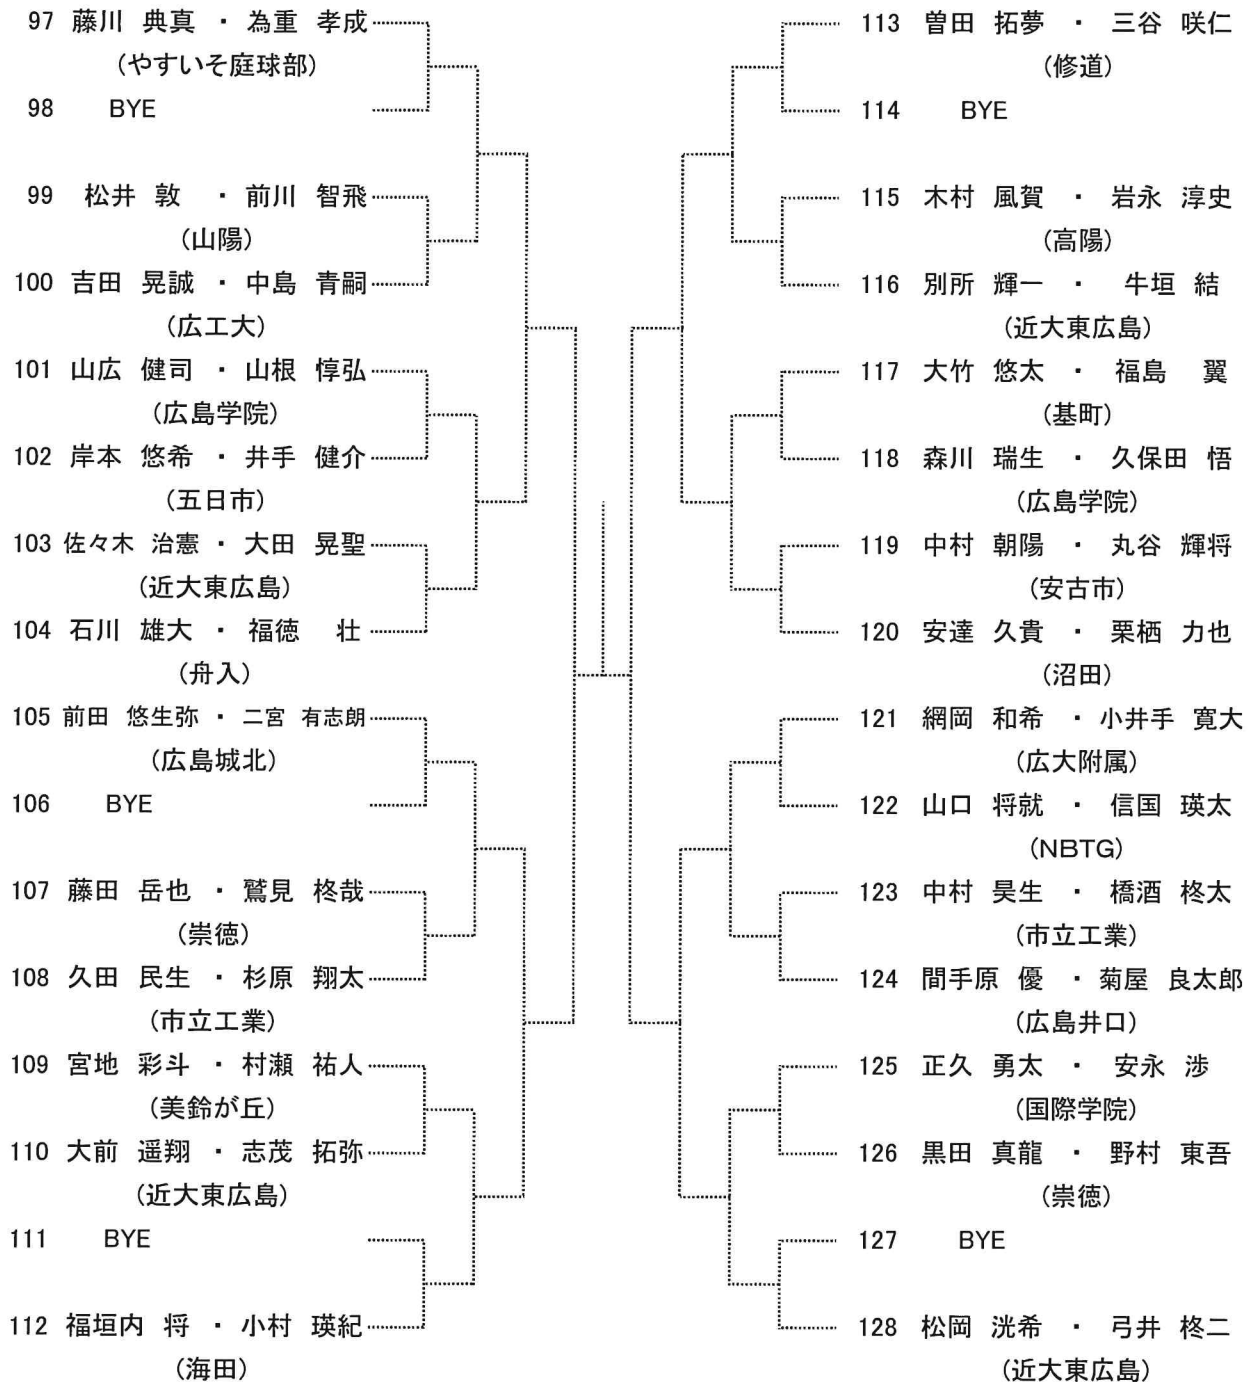 97 藤川 典真 ・ 為重 孝成
(やすいそ庭球部)
98 BYE
99 松井 敦 ・ 前川 智飛
(山陽)
100 吉田 晃誠 ・ 中島 青嗣
(広工大)
101 山広 健司 ・ 山根 惇弘
(広島学院)
102 岸本 悠希 ・ 井手 健介
(五日市)
103 佐々木 治憲 ・ 大田 晃聖
(近大東広島)
104 石川 雄大 ・ 福徳 壮
(舟入)
105 前田 悠生弥 ・ 二宮 有志朗
(広島城北)
106 BYE
107 藤田 岳也 ・ 鷲見 柊哉
(崇徳)
108 久田 民生 ・ 杉原 翔太
(市立工業)
109 宮地 彩斗 ・ 村瀬 祐人
(美鈴が丘)
110 大前 遥翔 ・ 志茂 拓弥
(近大東広島)
111 BYE
112 福垣内 将 ・ 小村 瑛紀
(海田)
113 曽田 拓夢 ・ 三谷 咲仁
(修道)
114 BYE
115 木村 風賀 ・ 岩永 淳史
(高陽)
116 別所 輝一 ・ 牛垣 結
(近大東広島)
117 大竹 悠太 ・ 福島 翼
(基町)
118 森川 瑞生 ・ 久保田 悟
(広島学院)
119 中村 朝陽 ・ 丸谷 輝将
(安古市)
120 安達 久貴 ・ 栗栖 力也
(沼田)
121 網岡 和希 ・ 小井手 寛大
(広大附属)
122 山口 将就 ・ 信国 瑛太
(NBTG)
123 中村 昊生 ・ 橋酒 柊太
(市立工業)
124 間手原 優 ・ 菊屋 良太郎
(広島井口)
125 正久 勇太 ・ 安永 渉
(国際学院)
126 黒田 真龍 ・ 野村 東吾
(崇徳)
127 BYE
128 松岡 洸希 ・ 弓井 柊二
(近大東広島)